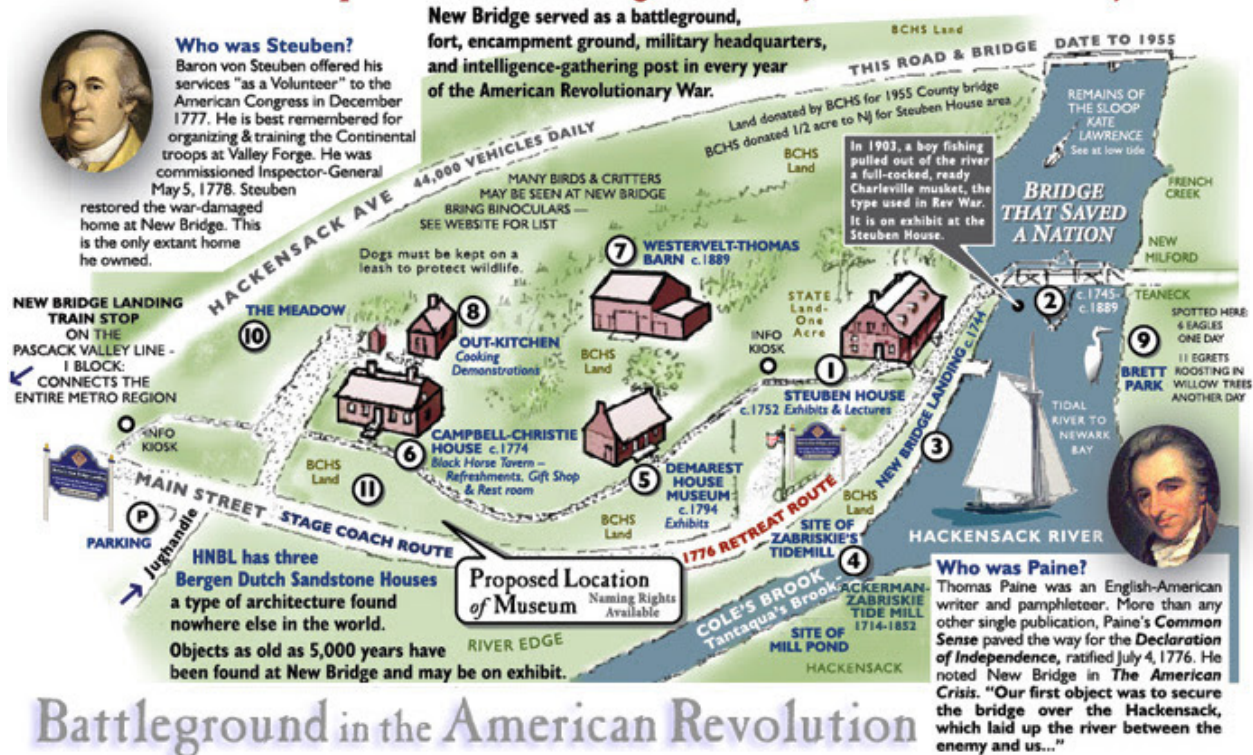 New Bridge served as a battleground,
fort, encampment ground, military headquarters,
and intelligence-gathering post in every year
of the American Revolutionary War.
Who was Steuben?
Baron von Steuben offered his
services "as a Volunteer" to the
American Congress in December
1777. He is best remembered for
organizing & training the Continental
troops at Valley Forge. He was
commissioned Inspector-General
May 5, 1778. Steuben
restored the war-damaged
home at New Bridge. This
is the only extant home
he owned.
BCHS Land
THIS ROAD & BRIDGE DATE TO 1955
HACKENSACK AVE 44,000 VEHICLES DAILY
Land donated by BCHS for 1955 County bridge
BCHS donated 1/2 acre to NJ for Steuben House area
BCHS
Land
MANY BIRDS & CRITTERS
MAY BE SEEN AT NEW BRIDGE
BRING BINOCULARS —
SEE WEBSITE FOR LIST
Dogs must be kept on a
leash to protect wildlife.
In 1903, a boy fishing
pulled out of the river
a full-cocked, ready
Charleville musket, the
type used in Rev War.
It is on exhibit at the
Steuben House.
REMAINS OF
THE SLOOP
KATE
LAWRENCE
See at low tide
BRIDGE
THAT SAVED
A NATION
FRENCH
CREEK
NEW
MILFORD
TEANECK
2
c.1745-
c.1889
SPOTTED HERE:
6 EAGLES
ONE DAY
9
BRETT
PARK
11 EGRETS
ROOSTING IN
WILLOW TREES
ANOTHER DAY
7
WESTERVELT-THOMAS
BARN c.1889
STATE
Land-
One
Acre
INFO
KIOSK
1
STEUBEN HOUSE
c.1752 Exhibits & Lectures
NEW BRIDGE LANDING c.1744
3
TIDAL
RIVER TO
NEWARK
BAY
HACKENSACK RIVER
NEW BRIDGE LANDING
TRAIN STOP
ON THE
PASCACK VALLEY LINE -
1 BLOCK:
CONNECTS THE
ENTIRE METRO REGION
THE MEADOW
10
8
OUT-KITCHEN
Cooking
Demonstrations
BCHS
Land
INFO
KIOSK
6
CAMPBELL-CHRISTIE
HOUSE c.1774
Black Horse Tavern –
Refreshments, Gift Shop
& Rest room
5
DEMAREST
HOUSE
MUSEUM
c.1794
Exhibits
BCHS
Land
11
BCHS
Land
BCHS
Land
P
PARKING
Jughandle
MAIN STREET STAGE COACH ROUTE
1776 RETREAT ROUTE
SITE OF
ZABRISKIE'S
TIDEMILL
4
COLE'S BROOK
Tantaqua's Brook
ACKERMAN-
ZABRISKIE
TIDE MILL
1714-1852
SITE OF
MILL POND
HACKENSACK
RIVER EDGE
Proposed Location
of Museum Naming Rights
Available
HNBL has three
Bergen Dutch Sandstone Houses
a type of architecture found
nowhere else in the world.
Objects as old as 5,000 years have
been found at New Bridge and may be on exhibit.
Who was Paine?
Thomas Paine was an English-American
writer and pamphleteer. More than any
other single publication, Paine's Common
Sense paved the way for the Declaration
of Independence, ratified July 4, 1776. He
noted New Bridge in The American
Crisis. "Our first object was to secure
the bridge over the Hackensack,
which laid up the river between the
enemy and us..."
Battleground in the American Revolution